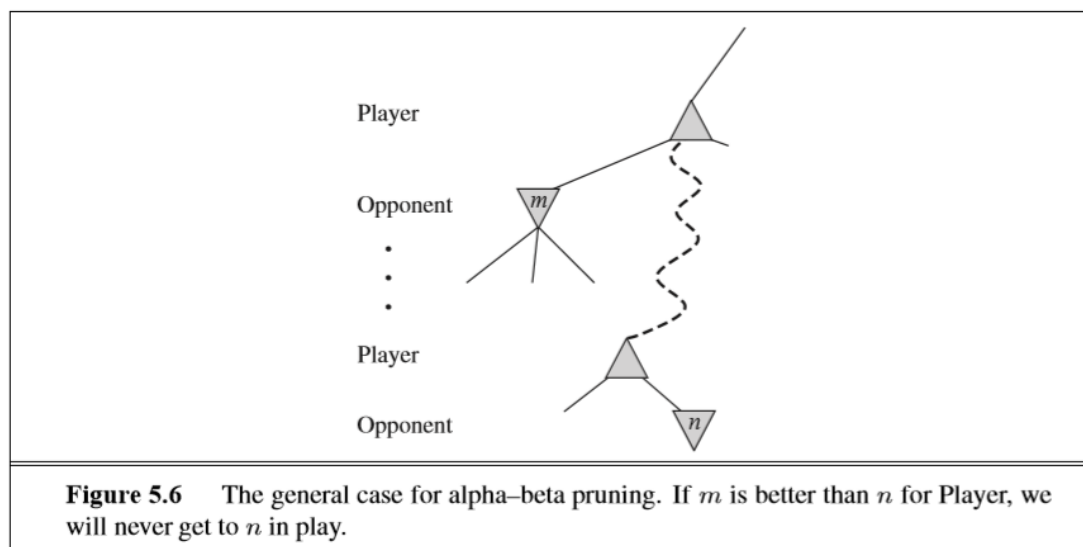 Player
Opponent
m
Player
Opponent
n
Figure 5.6 The general case for alpha–beta pruning. If m is better than n for Player, we
will never get to n in play.